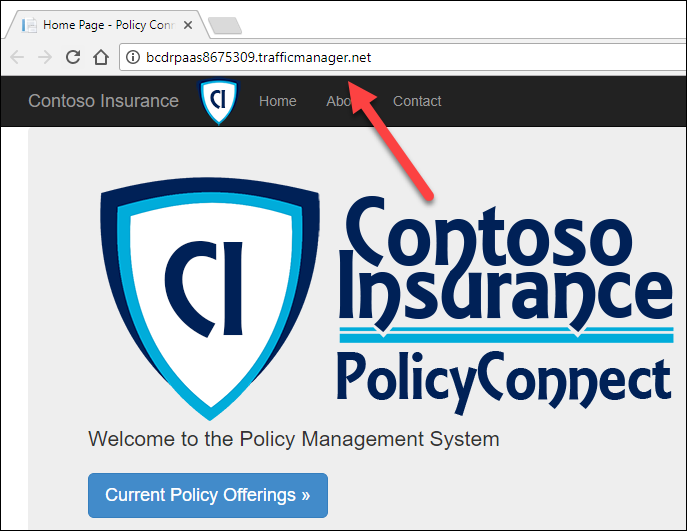 Home Page - Policy Conn
bcdrpaas8675309.trafficmanager.net
Contoso Insurance
CI
Home
Contact
CI
Contoso
Insurance
PolicyConnect
Welcome to the Policy Management System
Current Policy Offerings »